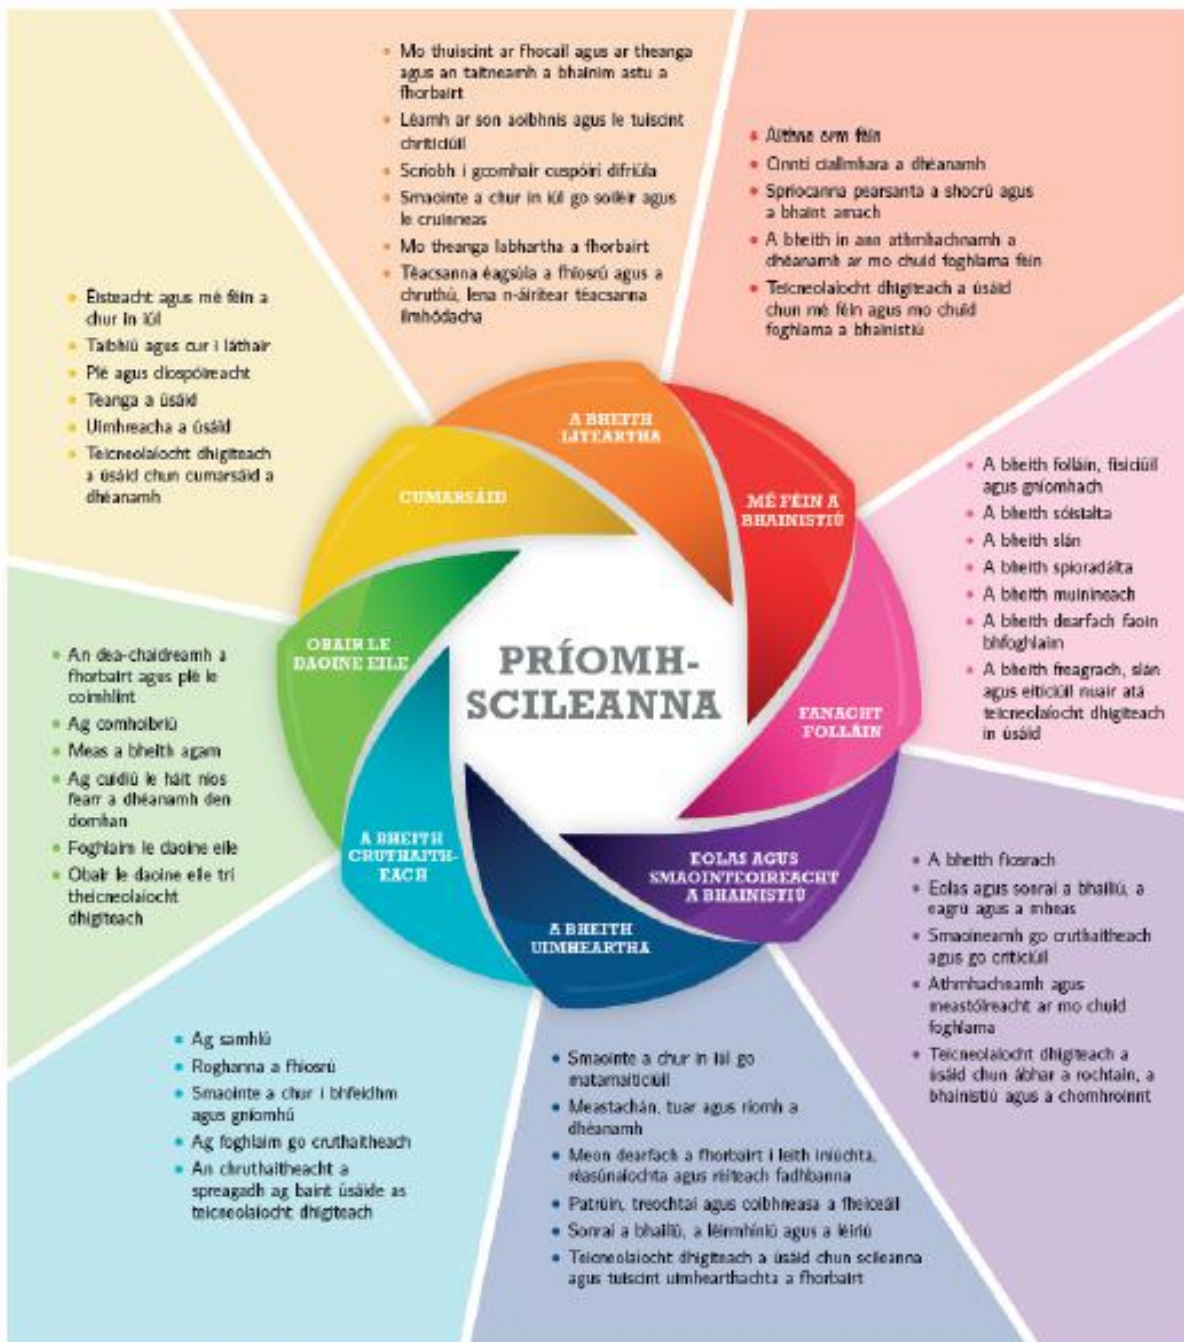 • Mo thuiscint ar fhocail agus ar theanga
agus an taitneamh a bhainim astu a
fhorbairt
• Léamh ar son aoibhnis agus le tuiscint
chriticiúil
• Scríobh i gcomhair cuspóirí difriúla
• Smaointe a chur in iúl go soiléir agus
le cruinneas
• Mo theanga labhartha a fhorbairt
• Téacsanna éagsúla a fhiosrú agus a
chruthú, lena n-áirítear téacsanna
ilmhódacha
• Aithne orm féin
• Cinntí ciallmhara a dhéanamh
• Spriocanna pearsanta a shocrú agus
a bhaint amach
• A bheith in ann athmhachnamh a
dhéanamh ar mo chuid foghlama féin
• Teicneolaíocht dhigiteach a úsáid
chun mé féin agus mo chuid
foghlama a bhainistiú
• Éisteacht agus mé féin a
chur in iúl
• Taibhiú agus cur i láthair
• Plé agus díospóireacht
• Teanga a úsáid
• Uimhreacha a úsáid
• Teicneolaíocht dhigiteach
a úsáid chun cumarsáid a
dhéanamh
• A bheith folláin, fisiciúil
agus gníomhach
• A bheith sóisialta
• A bheith slán
• A bheith spioradálta
• A bheith muiníneach
• A bheith dearfach faoin
bhfoghlaim
• A bheith freagrach, slán
agus eiticiúil nuair atá
teicneolaíocht dhigiteach
in úsáid
A BHEITH
LITEARTHA
CUMARSÁID
MÉ FÉIN A
BHAINISTIÚ
OBAIR LE
DAOINE EILE
PRÍOMH-
SCILEANNA
FANACHT
FOLLÁIN
A BHEITH
CRUTHAITH-
EACH
EOLAS AGUS
SMAOINTEOIREACHT
A BHAINISTIÚ
A BHEITH
UIMHEARTHA
• An dea-chaidreamh a
fhorbairt agus plé le
coimhlint
• Ag comhoibriú
• Meas a bheith agam
• Ag cuidiú le háit níos
fearr a dhéanamh den
domhan
• Foghlaim le daoine eile
• Obair le daoine eile trí
theicneolaíocht
dhigiteach
• A bheith fiosrach
• Eolas agus sonraí a bhailiú, a
eagrú agus a mheas
• Smaoineamh go cruthaitheach
agus go criticiúil
• Athmhachnamh agus
meastóireacht ar mo chuid
foghlama
• Teicneolaíocht dhigiteach a
úsáid chun ábhar a rochtain, a
bhainistiú agus a chomhroinnt
• Ag samhlú
• Roghanna a fhiosrú
• Smaointe a chur i bhfeidhm
agus gníomhú
• Ag foghlaim go cruthaitheach
• An chruthaitheacht a
spreagadh ag baint úsáide as
teicneolaíocht dhigiteach
• Smaointe a chur in iúl go
matamaiticiúil
• Meastachán, tuar agus ríomh a
dhéanamh
• Meon dearfach a fhorbairt i leith iniúchta,
réasúnaíochta agus réiteach fadhbanna
• Patrúin, treochtaí agus coibhneasa a fheiceáil
• Sonraí a bhailiú, a léirmhíniú agus a léiriú
• Teicneolaíocht dhigiteach a úsáid chun scileanna
agus tuiscint uimhearthachta a fhorbairt